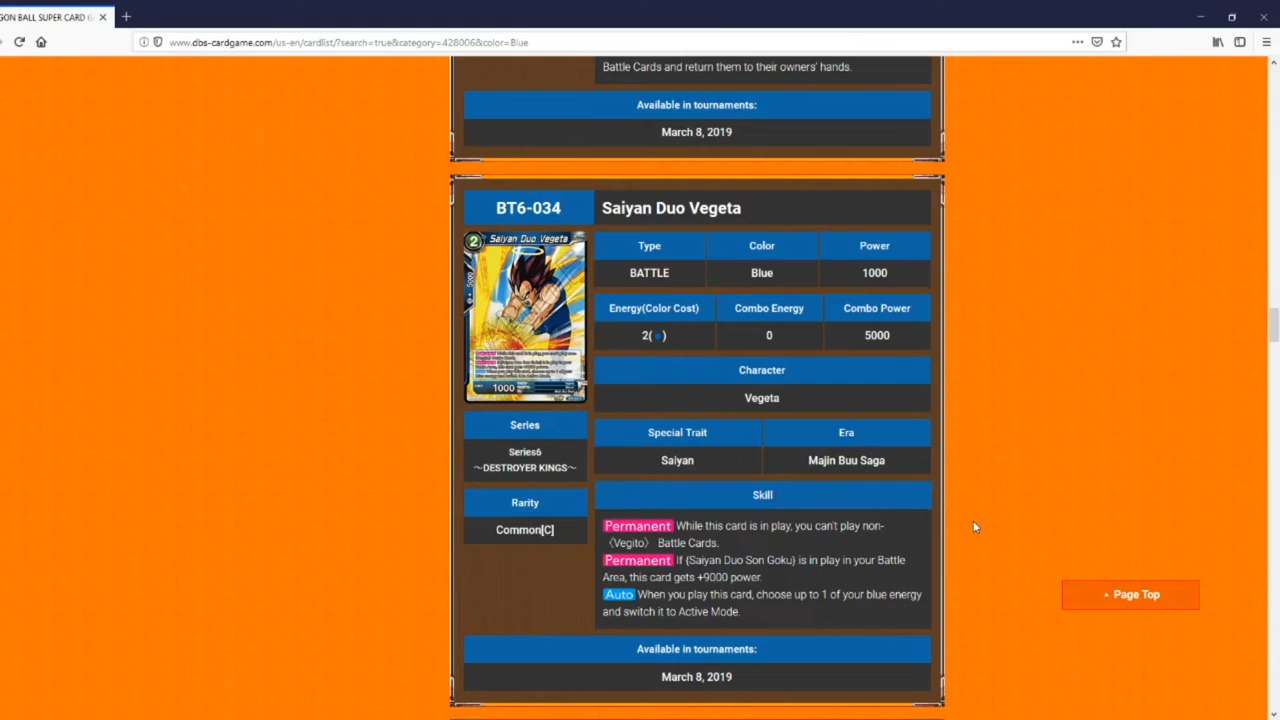 GON BALL SUPER CARD G
www.dbs-cardgame.com/us-en/cardlist/?search=true&category=428006&color=Blue
Battle Cards and return them to their owners' hands.
Available in tournaments:
March 8, 2019
BT6-034
Saiyan Duo Vegeta
2
Saiyan Duo Vegeta
5000
1000
Type
Color
Power
BATTLE
Blue
1000
Energy(Color Cost)
Combo Energy
Combo Power
2( )
0
5000
Character
Vegeta
Series
Series6
～DESTROYER KINGS～
Special Trait
Era
Saiyan
Majin Buu Saga
Rarity
Common[C]
Skill
Permanent While this card is in play, you can't play non-
《Vegito》 Battle Cards.
Permanent If {Saiyan Duo Son Goku} is in play in your Battle
Area, this card gets +9000 power.
Auto When you play this card, choose up to 1 of your blue energy
and switch it to Active Mode.
Page Top
Available in tournaments:
March 8, 2019